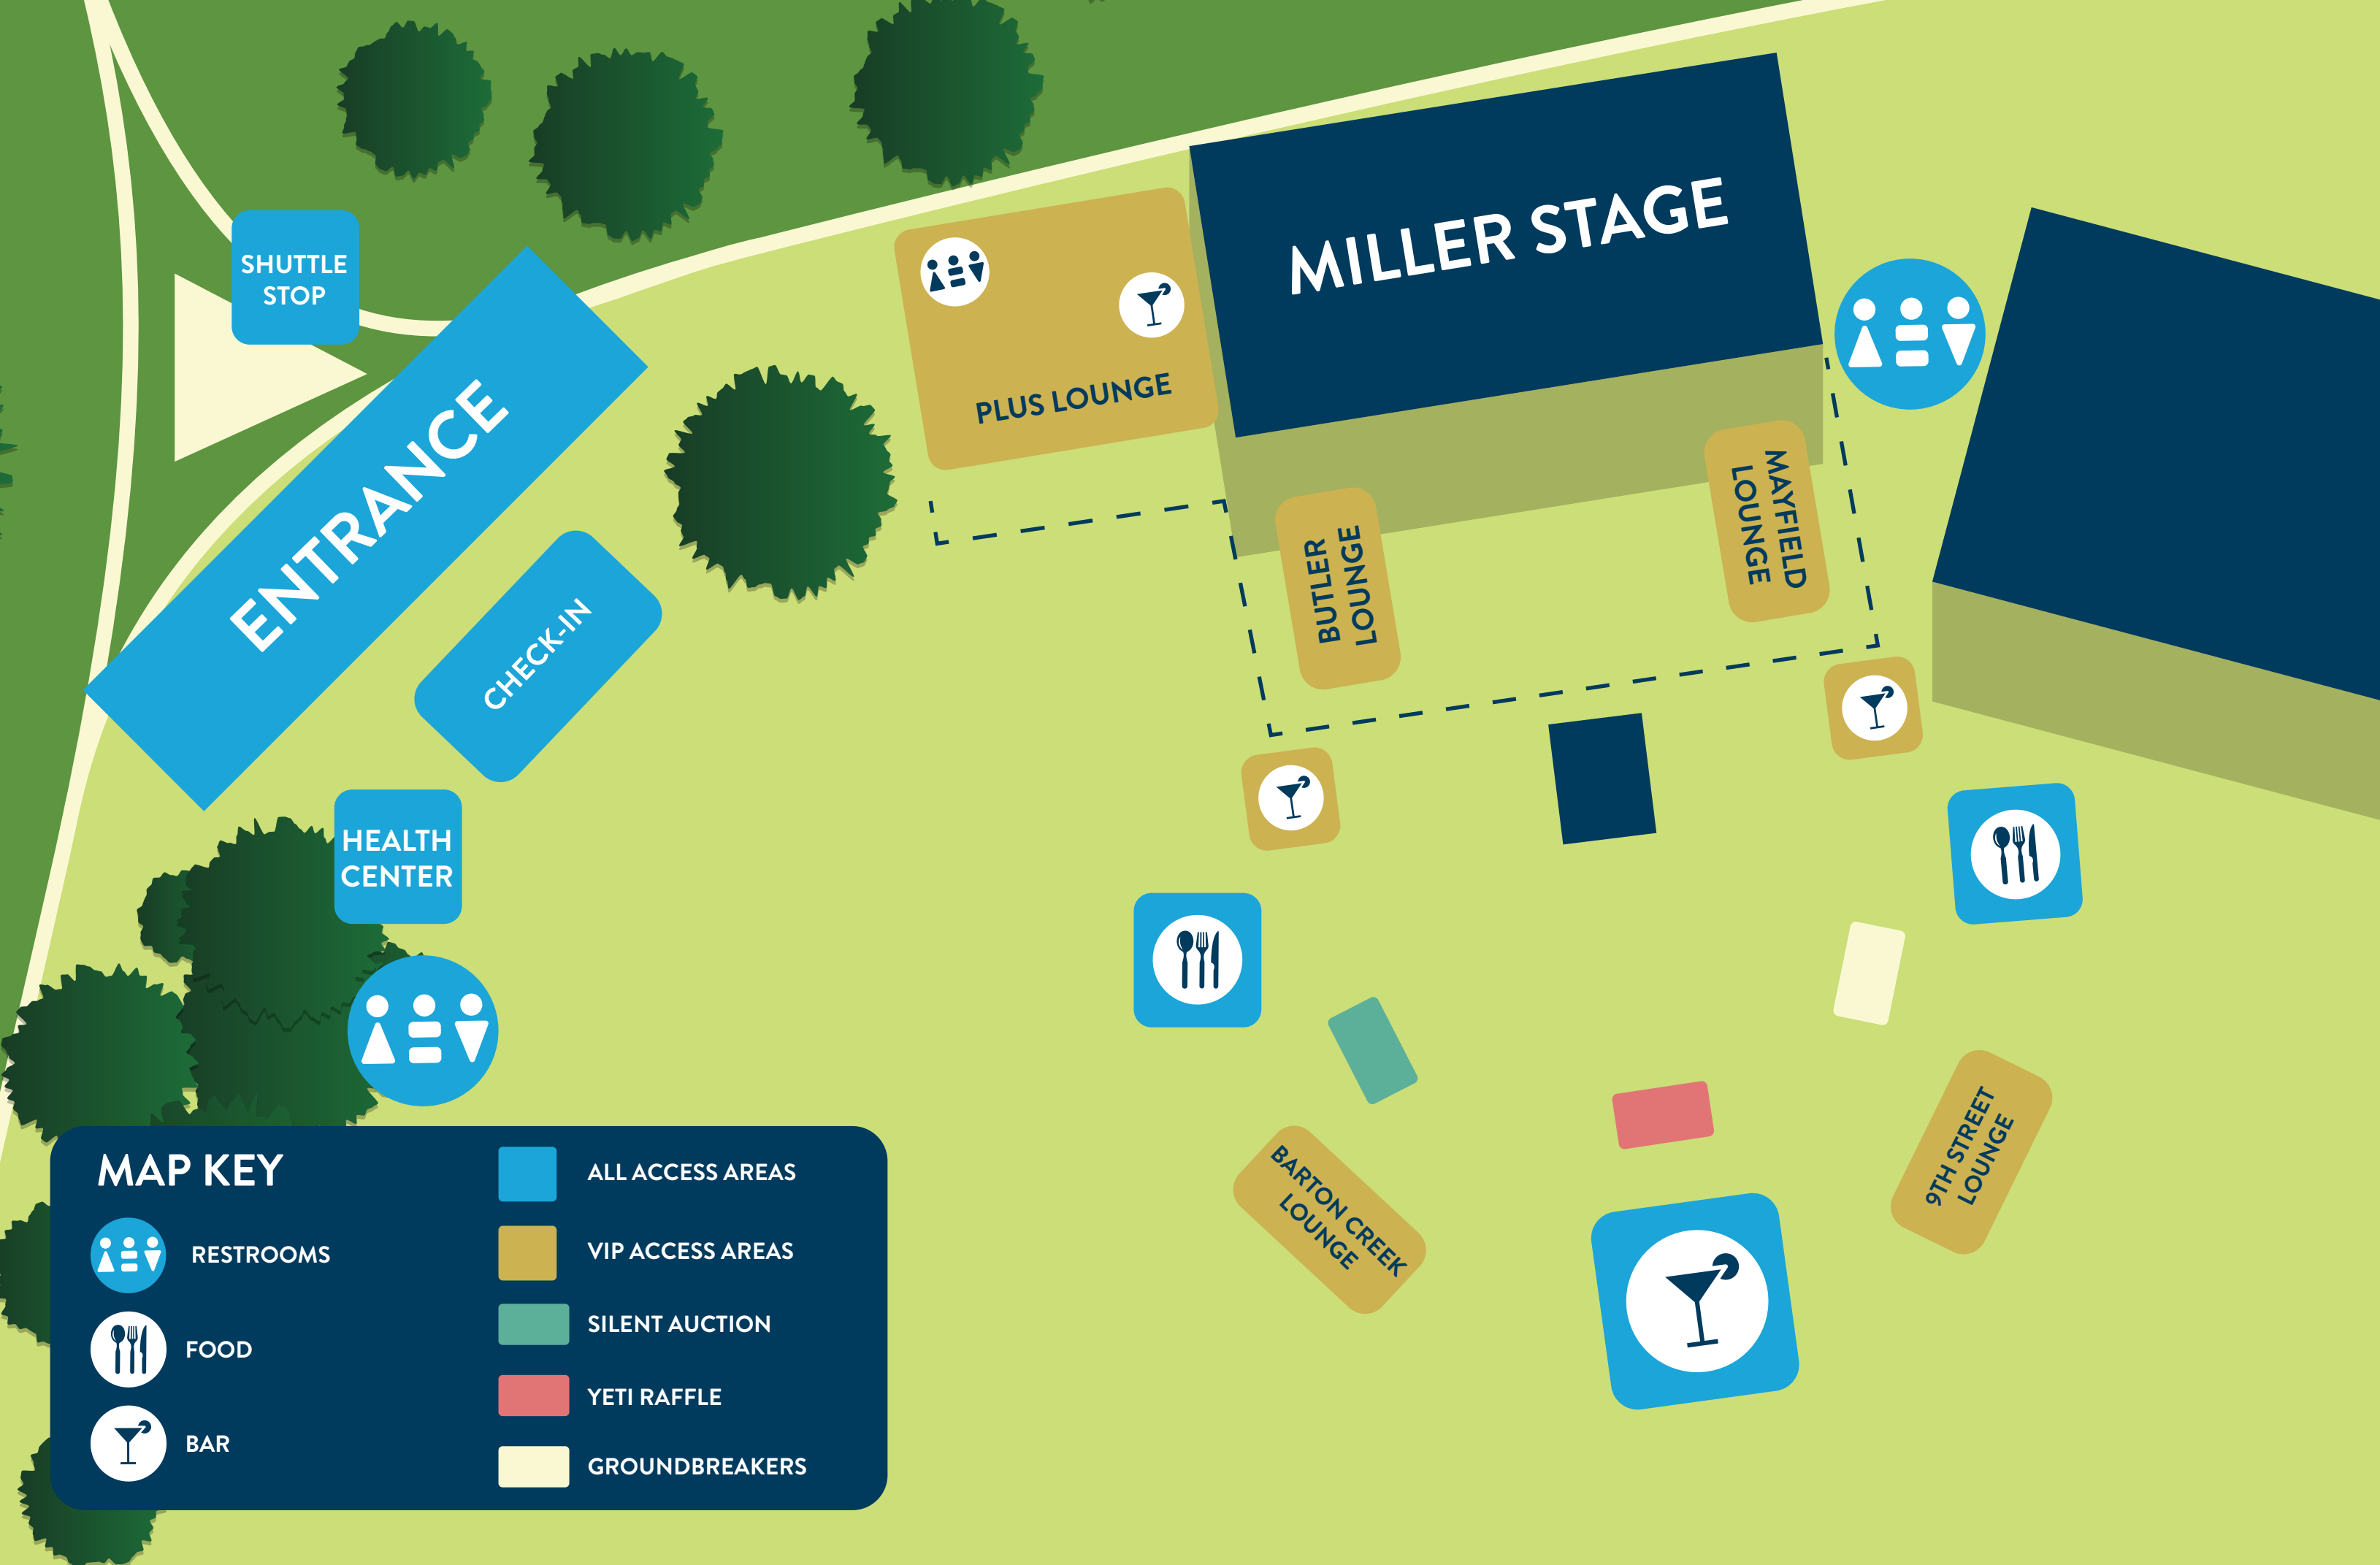 MILLER STAGE
SHUTTLE
STOP
PLUS LOUNGE
ENTRANCE
CHECK-IN
BUTLER
LOUNGE
MAYFIELD
LOUNGE
HEALTH
CENTER
9TH STREET
LOUNGE
BARTON CREEK
LOUNGE
MAP KEY
RESTROOMS
FOOD
BAR
ALL ACCESS AREAS
VIP ACCESS AREAS
SILENT AUCTION
YETI RAFFLE
GROUNDBREAKERS